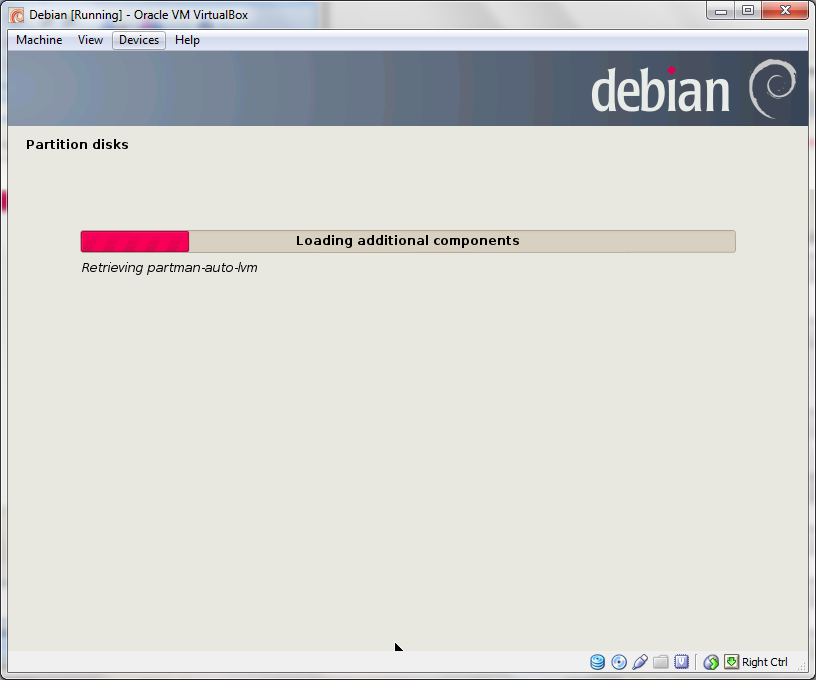 Debian [Running] - Oracle VM VirtualBox
Machine View Devices Help
debian
Partition disks
Loading additional components
Retrieving partman-auto-lvm
Right Ctrl